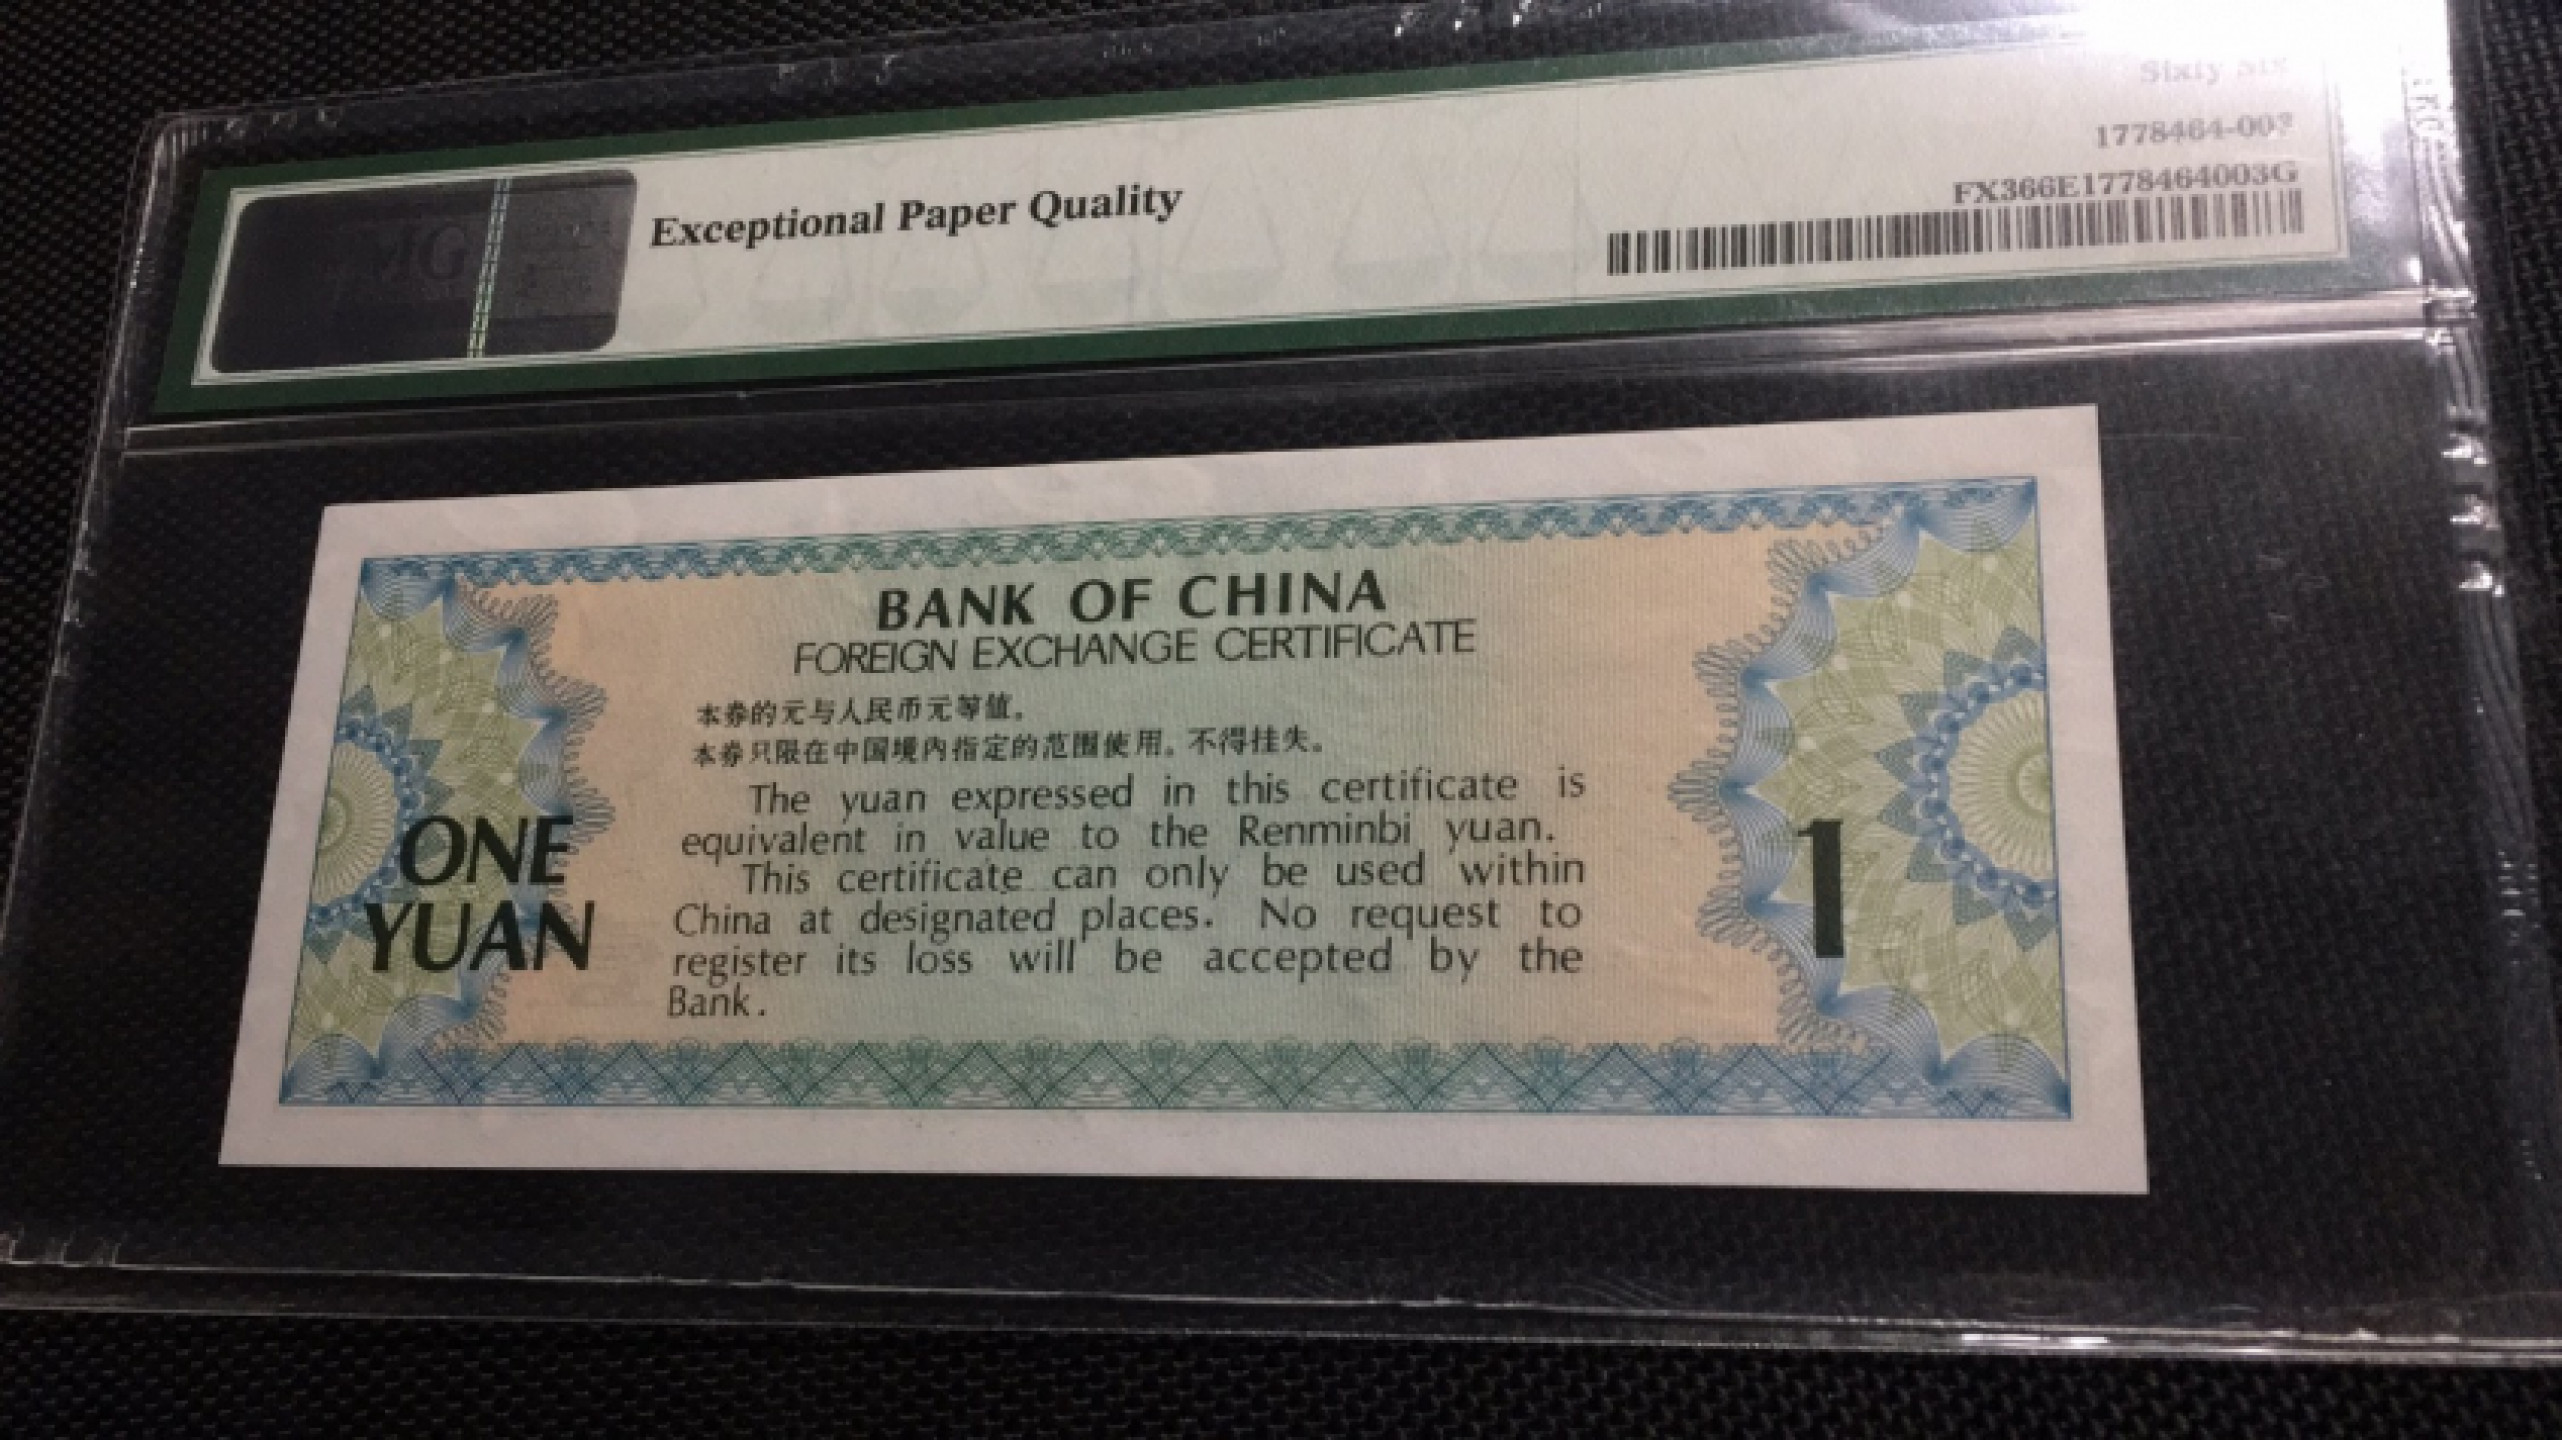 Sixty Six
1778464-003
FX366E1778464003G
Exceptional Paper Quality
BANK OF CHINA
FOREIGN EXCHANGE CERTIFICATE
本券的元与人民币元等值。
本券只限在中国境内指定的范围使用。不得挂失。
The yuan expressed in this certificate is
equivalent in value to the Renminbi yuan.
This certificate can only be used within
China at designated places. No request to
register its loss will be accepted by the
Bank.
ONE
YUAN
1